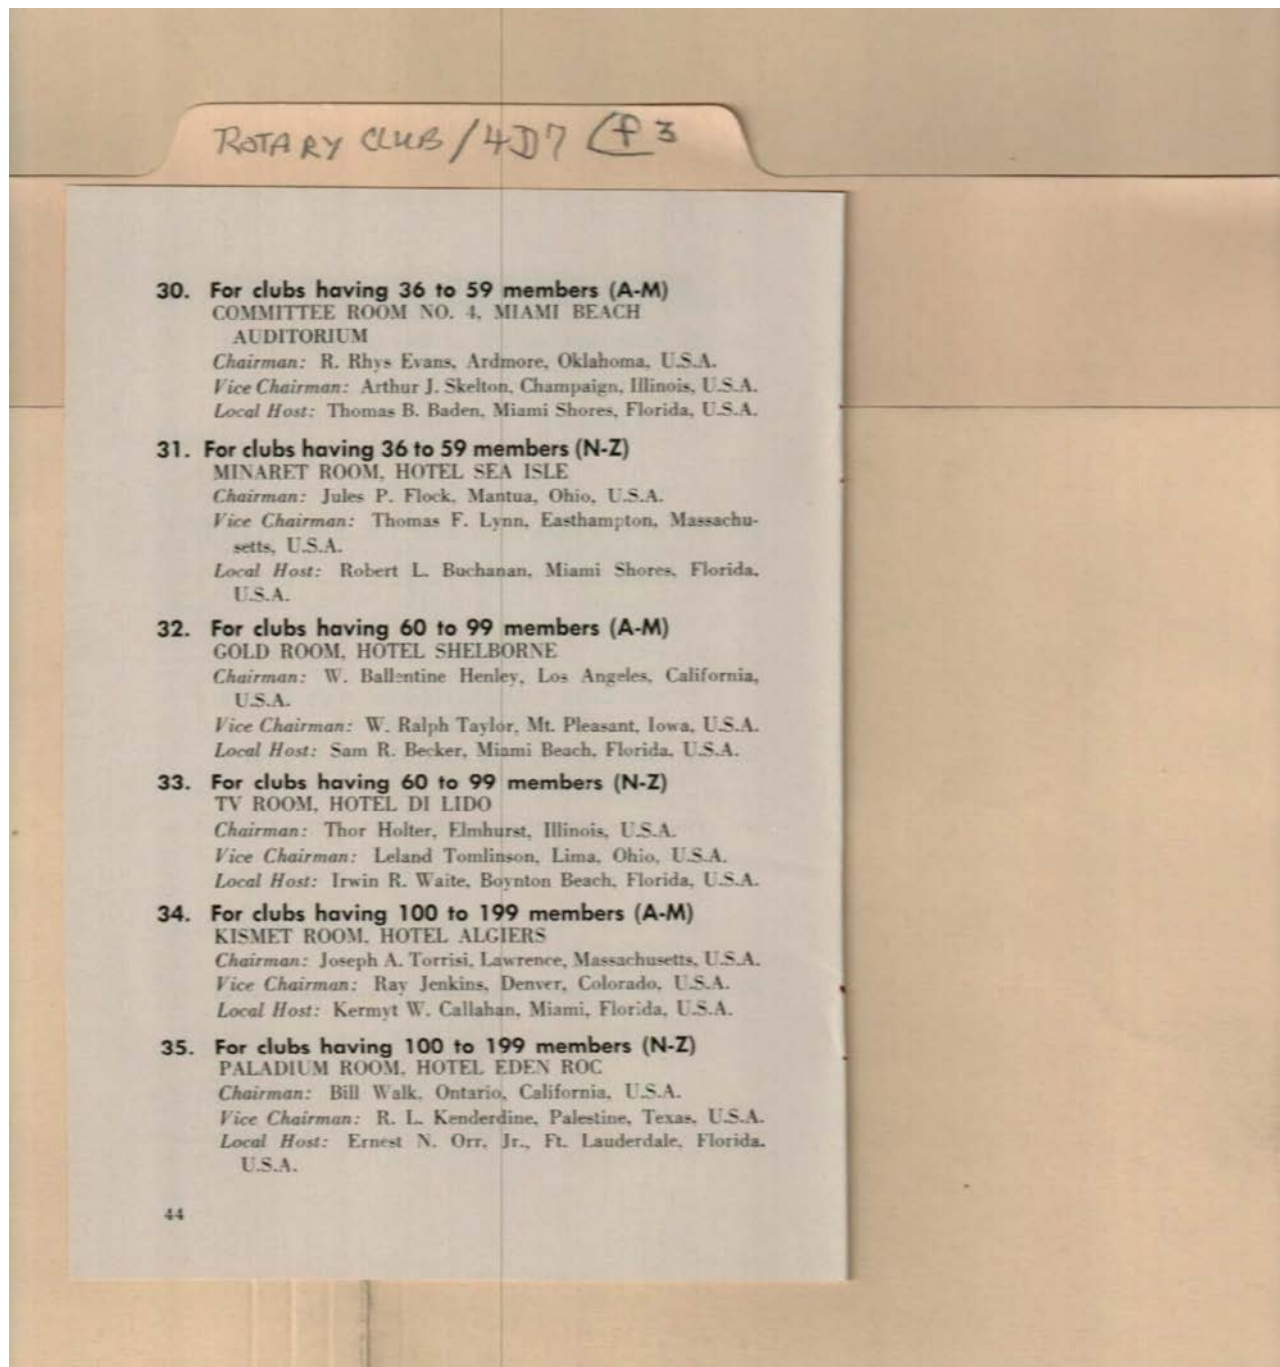 ROTARY CLUB/4D7 f3
30. For clubs having 36 to 59 members (A-M)
COMMITTEE ROOM NO. 4, MIAMI BEACH
AUDITORIUM
Chairman: R. Rhys Evans, Ardmore, Oklahoma, U.S.A.
Vice Chairman: Arthur J. Skelton, Champaign, Illinois, U.S.A.
Local Host: Thomas B. Baden, Miami Shores, Florida, U.S.A.
31. For clubs having 36 to 59 members (N-Z)
MINARET ROOM, HOTEL SEA ISLE
Chairman: Jules P. Flock, Mantua, Ohio, U.S.A.
Vice Chairman: Thomas F. Lynn, Easthampton, Massachu-
setts, U.S.A.
Local Host: Robert L. Buchanan, Miami Shores, Florida,
U.S.A.
32. For clubs having 60 to 99 members (A-M)
GOLD ROOM, HOTEL SHELBORNE
Chairman: W. Ballentine Henley, Los Angeles, California,
U.S.A.
Vice Chairman: W. Ralph Taylor, Mt. Pleasant, Iowa, U.S.A.
Local Host: Sam R. Becker, Miami Beach, Florida, U.S.A.
33. For clubs having 60 to 99 members (N-Z)
TV ROOM, HOTEL DI LIDO
Chairman: Thor Holter, Elmhurst, Illinois, U.S.A.
Vice Chairman: Leland Tomlinson, Lima, Ohio, U.S.A.
Local Host: Irwin R. Waite, Boynton Beach, Florida, U.S.A.
34. For clubs having 100 to 199 members (A-M)
KISMET ROOM, HOTEL ALGIERS
Chairman: Joseph A. Torrisi, Lawrence, Massachusetts, U.S.A.
Vice Chairman: Ray Jenkins, Denver, Colorado, U.S.A.
Local Host: Kermyt W. Callahan, Miami, Florida, U.S.A.
35. For clubs having 100 to 199 members (N-Z)
PALADIUM ROOM, HOTEL EDEN ROC
Chairman: Bill Walk, Ontario, California, U.S.A.
Vice Chairman: R. L. Kenderdine, Palestine, Texas, U.S.A.
Local Host: Ernest N. Orr, Jr., Ft. Lauderdale, Florida,
U.S.A.
44